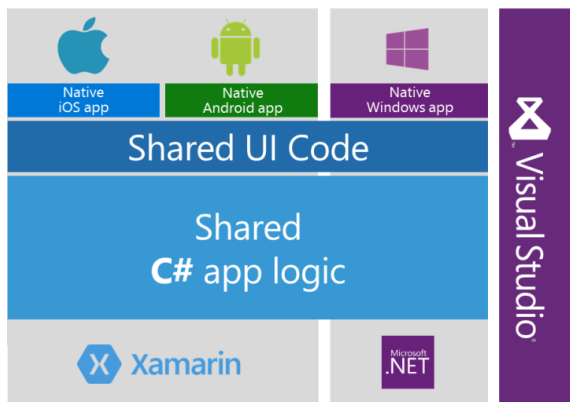 Native
iOS app
Native
Android app
Native
Windows app
Shared UI Code
Shared
C# app logic
Xamarin
Microsoft
.NET
Visual Studio